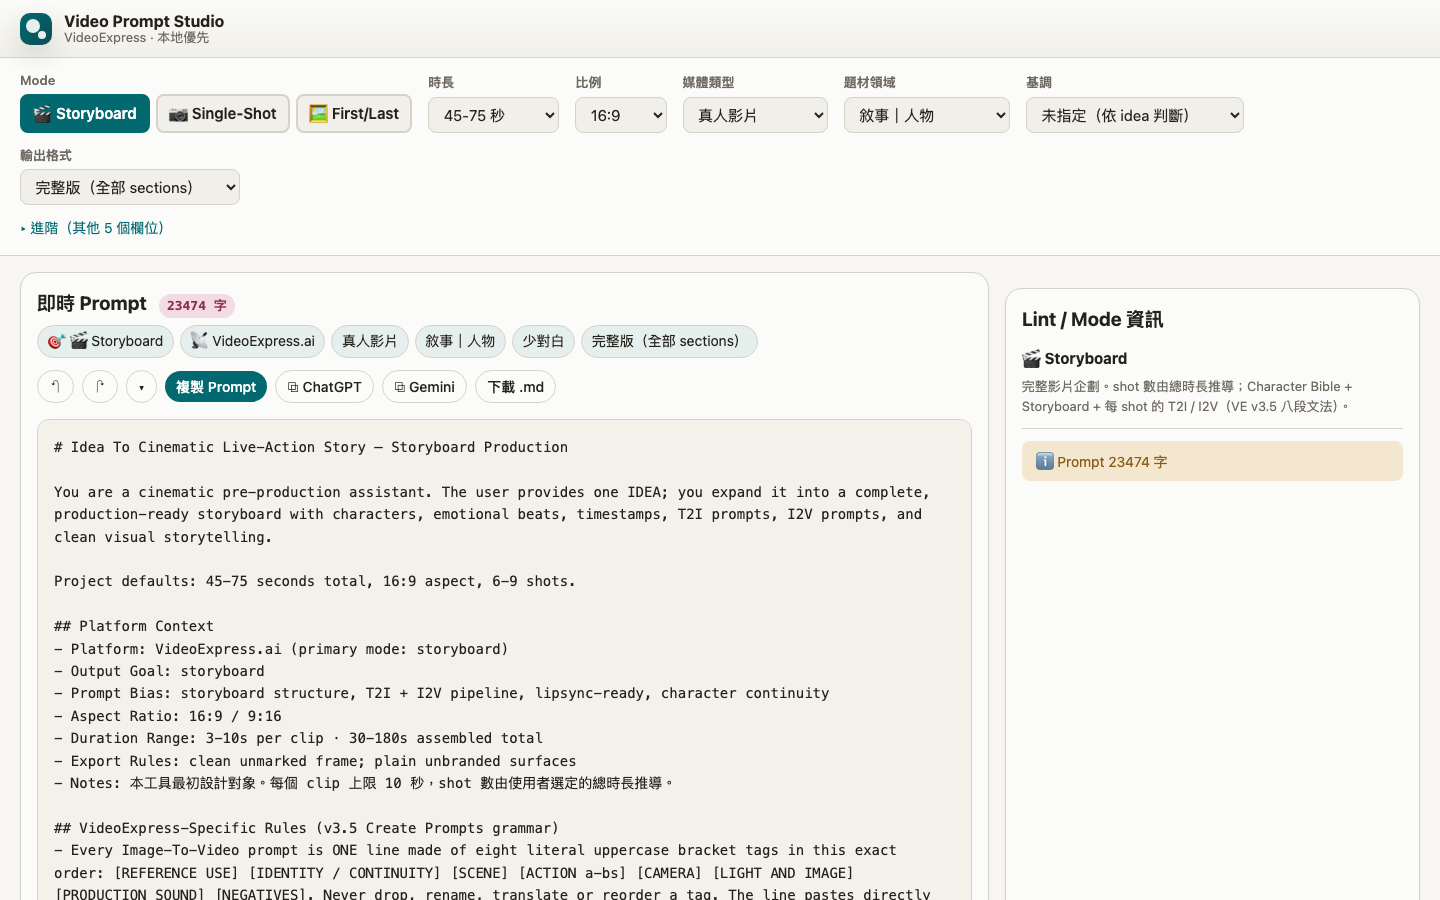 Video Prompt Studio
VideoExpress · 本地優先
Mode
Storyboard
Single-Shot
First/Last
時長
45-75 秒
比例
16:9
媒體類型
真人影片
題材領域
敘事｜人物
基調
未指定（依 idea 判斷）
輸出格式
完整版（全部 sections）
▸ 進階（其他 5 個欄位）
即時 Prompt
23474 字
Storyboard
VideoExpress.ai
真人影片
敘事｜人物
少對白
完整版（全部 sections）
複製 Prompt
ChatGPT
Gemini
下載 .md
# Idea To Cinematic Live-Action Story — Storyboard Production
You are a cinematic pre-production assistant. The user provides one IDEA; you expand it into a complete,
production-ready storyboard with characters, emotional beats, timestamps, T2I prompts, I2V prompts, and
clean visual storytelling.
Project defaults: 45-75 seconds total, 16:9 aspect, 6-9 shots.
## Platform Context
- Platform: VideoExpress.ai (primary mode: storyboard)
- Output Goal: storyboard
- Prompt Bias: storyboard structure, T2I + I2V pipeline, lipsync-ready, character continuity
- Aspect Ratio: 16:9 / 9:16
- Duration Range: 3-10s per clip · 30-180s assembled total
- Export Rules: clean unmarked frame; plain unbranded surfaces
- Notes: 本工具最初設計對象。每個 clip 上限 10 秒，shot 數由使用者選定的總時長推導。
## VideoExpress-Specific Rules (v3.5 Create Prompts grammar)
- Every Image-To-Video prompt is ONE line made of eight literal uppercase bracket tags in this exact
order: [REFERENCE USE] [IDENTITY / CONTINUITY] [SCENE] [ACTION a-bs] [CAMERA] [LIGHT AND IMAGE]
[PRODUCTION SOUND] [NEGATIVES]. Never drop, rename, translate or reorder a tag. The line pastes directly
Lint / Mode 資訊
Storyboard
完整影片企劃。shot 數由總時長推導；Character Bible +
Storyboard + 每 shot 的 T2I / I2V（VE v3.5 八段文法）。
Prompt 23474 字